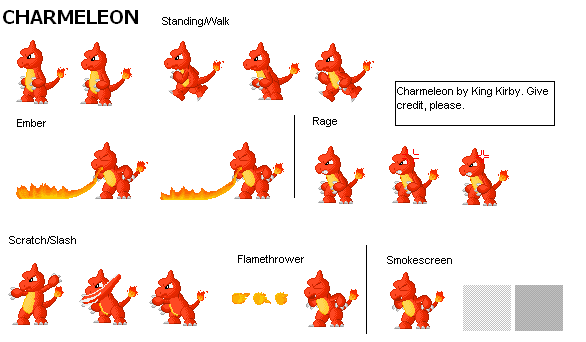 CHARMELEON
Standing/Walk
Charmeleon by King Kirby. Give
credit, please.
Ember
Rage
Scratch/Slash
Flamethrower
Smokescreen